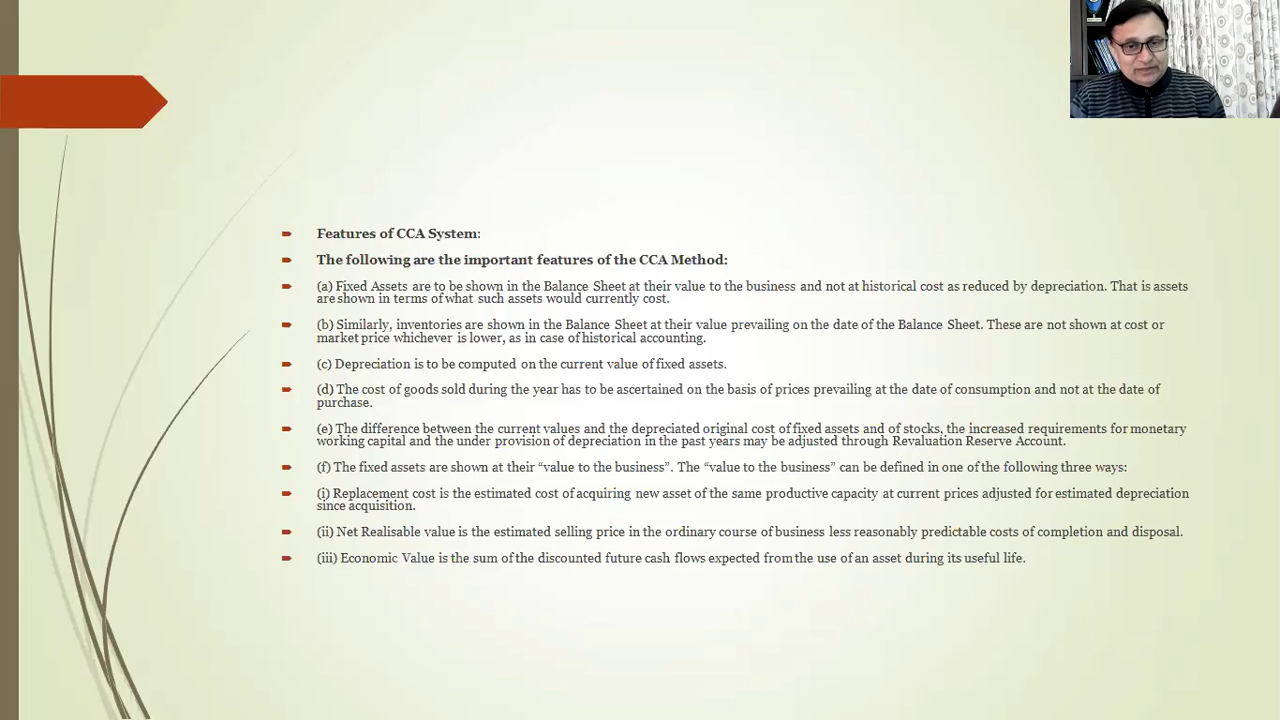 Features of CCA System:
The following are the important features of the CCA Method:
(a) Fixed Assets are to be shown in the Balance Sheet at their value to the business and not at historical cost as reduced by depreciation. That is assets
are shown in terms of what such assets would currently cost.
(b) Similarly, inventories are shown in the Balance Sheet at their value prevailing on the date of the Balance Sheet. These are not shown at cost or
market price whichever is lower, as in case of historical accounting.
(c) Depreciation is to be computed on the current value of fixed assets.
(d) The cost of goods sold during the year has to be ascertained on the basis of prices prevailing at the date of consumption and not at the date of
purchase.
(e) The difference between the current values and the depreciated original cost of fixed assets and of stocks, the increased requirements for monetary
working capital and the under provision of depreciation in the past years may be adjusted through Revaluation Reserve Account.
(f) The fixed assets are shown at their “value to the business”. The “value to the business” can be defined in one of the following three ways:
(i) Replacement cost is the estimated cost of acquiring new asset of the same productive capacity at current prices adjusted for estimated depreciation
since acquisition.
(ii) Net Realisable value is the estimated selling price in the ordinary course of business less reasonably predictable costs of completion and disposal.
(iii) Economic Value is the sum of the discounted future cash flows expected from the use of an asset during its useful life.